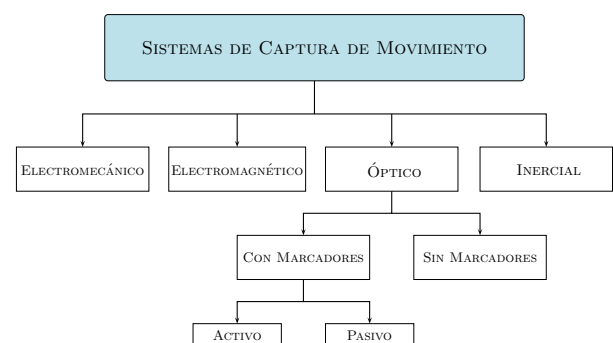 Sistemas de Captura de Movimiento
Electromecánico
Electromagnético
Óptico
Inercial
Con Marcadores
Sin Marcadores
Activo
Pasivo